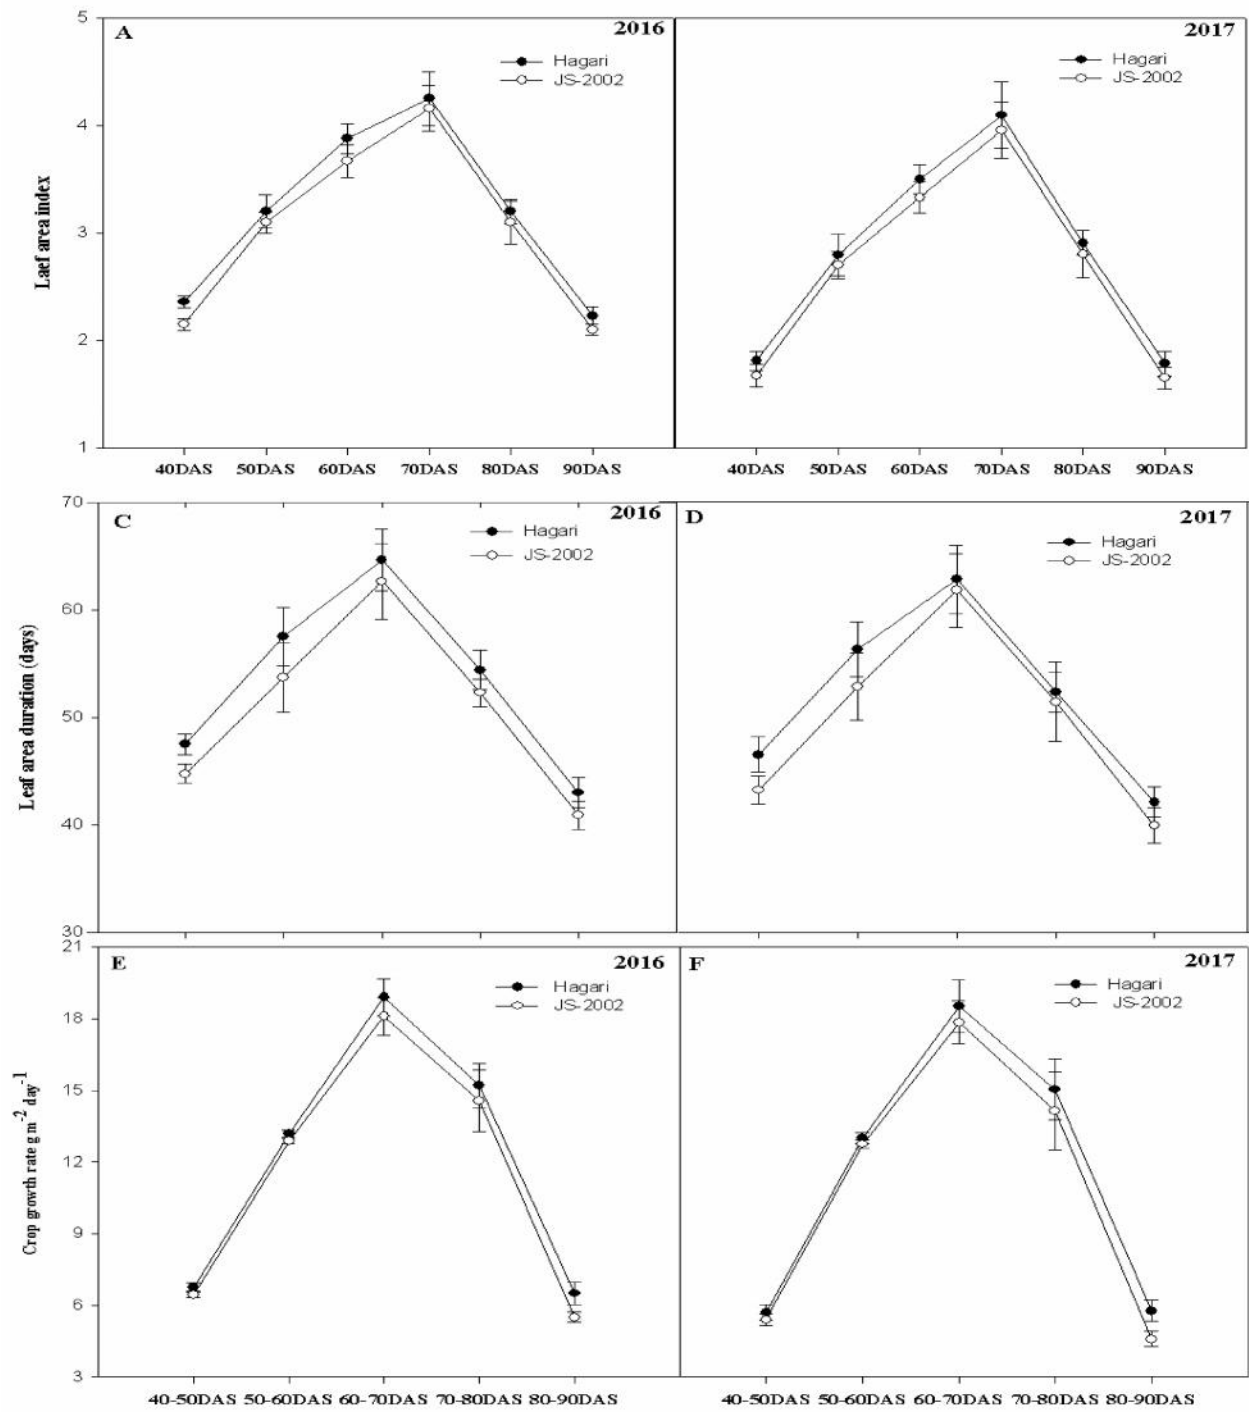 A
2016
Hagari
JS-2002
2017
Hagari
JS-2002
5
4
3
2
1
Laef area index
40DAS 50DAS 60DAS 70DAS 80DAS 90DAS
40DAS 50DAS 60DAS 70DAS 80DAS 90DAS
C
2016
Hagari
JS-2002
D
2017
Hagari
JS-2002
70
60
50
40
30
Leaf area duration (days)
E
2016
Hagari
JS-2002
F
2017
Hagari
JS-2002
21
18
15
12
9
6
3
Crop growth rate g m-2 day-1
40-50DAS 50-60DAS 60-70DAS 70-80DAS 80-90DAS
40-50DAS 50-60DAS 60-70DAS 70-80DAS 80-90DAS